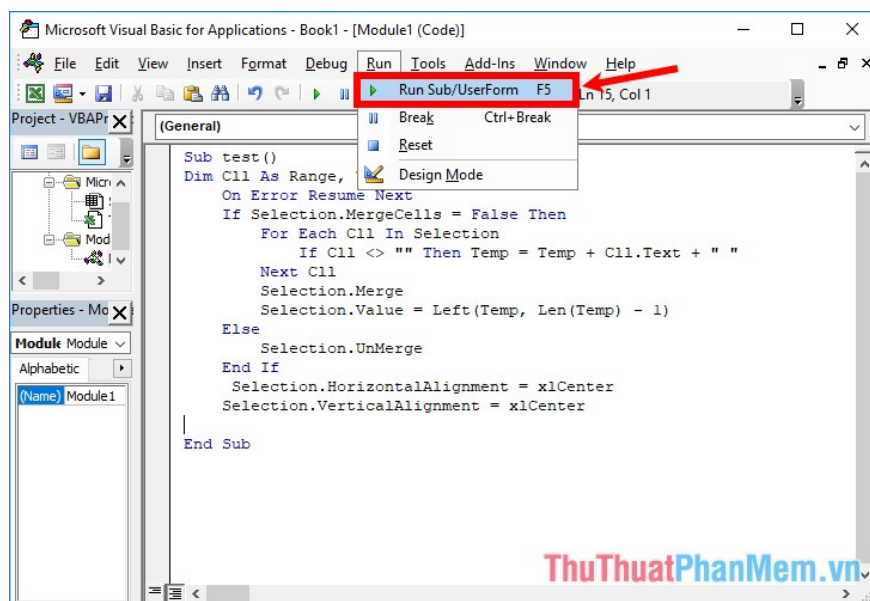 Microsoft Visual Basic for Applications - Book1 - [Module1 (Code)]
File Edit View Insert Format Debug Run Tools Add-Ins Window Help
Run Sub/UserForm F5
Ln 15, Col 1
Break Ctrl+Break
Reset
Design Mode
Project - VBAPr
(General)
Micr
Mod
Properties - Mo
Module Module
Alphabetic
(Name) Module1
Sub test()
Dim Cll As Range,
On Error Resume Next
If Selection.MergeCells = False Then
For Each Cll In Selection
If Cll <> "" Then Temp = Temp + Cll.Text + " "
Next Cll
Selection.Merge
Selection.Value = Left(Temp, Len(Temp) - 1)
Else
Selection.UnMerge
End If
Selection.HorizontalAlignment = xlCenter
Selection.VerticalAlignment = xlCenter
End Sub
ThuThuatPhanMem.vn